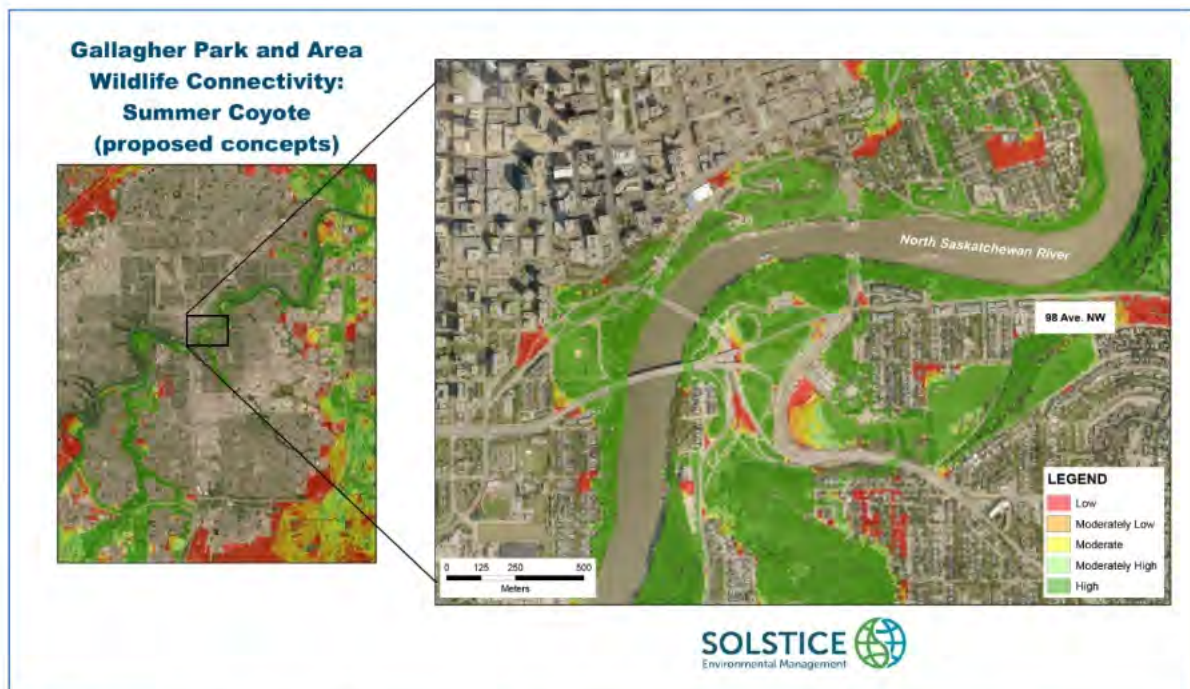 Gallagher Park and Area
Wildlife Connectivity:
Summer Coyote
(proposed concepts)
North Saskatchewan River
98 Ave. NW
LEGEND
Low
Moderately Low
Moderate
Moderately High
High
0 125 250 500
Meters
SOLSTICE
Environmental Management